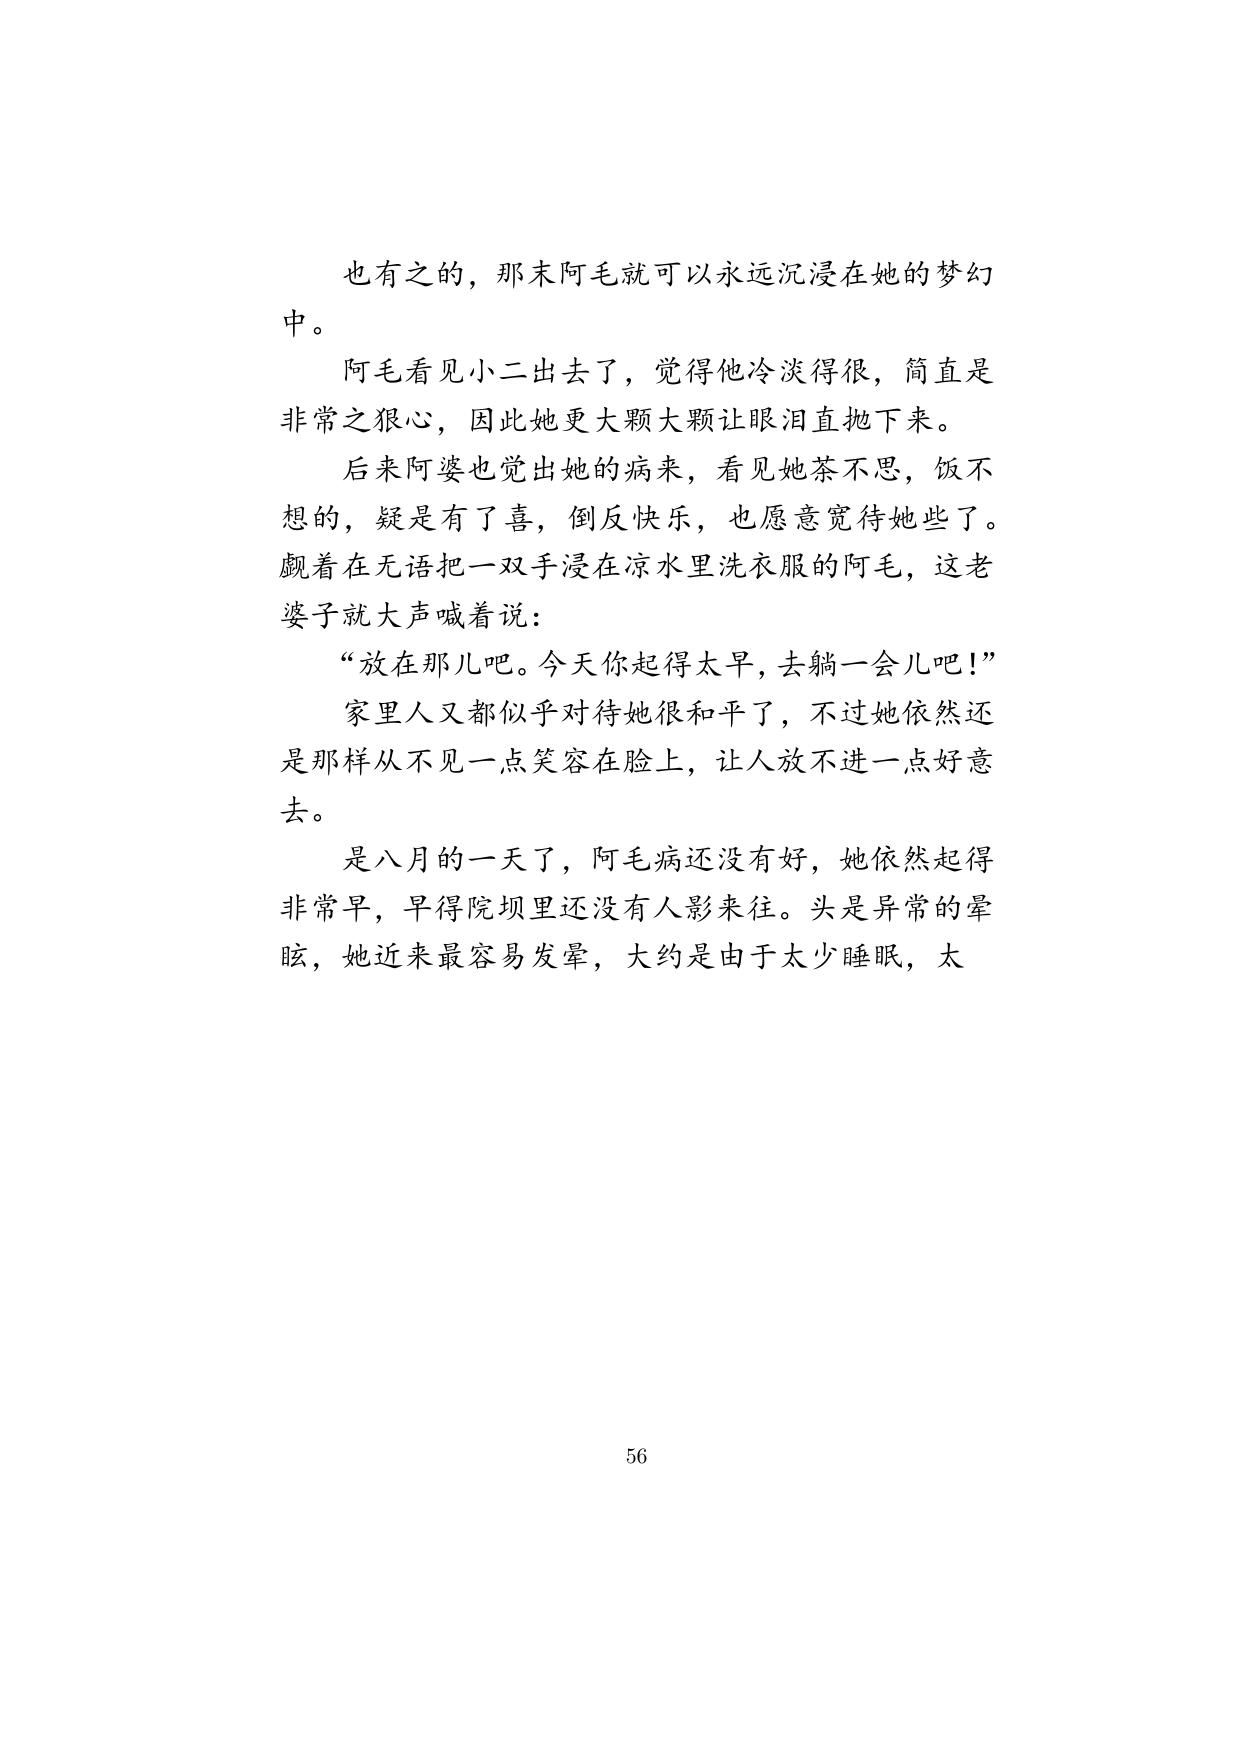 也有之的，那末阿毛就可以永远沉浸在她的梦幻
中。
阿毛看见小二出去了，觉得他冷淡得很，简直是
非常之狠心，因此她更大颗大颗让眼泪直抛下来。
后来阿婆也觉出她的病来，看见她茶不思，饭不
想的，疑是有了喜，倒反快乐，也愿意宽待她些了。
觑着在无语把一双手浸在凉水里洗衣服的阿毛，这老
婆子就大声喊着说：
“放在那儿吧。今天你起得太早，去躺一会儿吧！”
家里人又都似乎对待她很和平了，不过她依然还
是那样从不见一点笑容在脸上，让人放不进一点好意
去。
是八月的一天了，阿毛病还没有好，她依然起得
非常早，早得院坝里还没有人影来往。头是异常的晕
眩，她近来最容易发晕，大约是由于太少睡眠，太
56